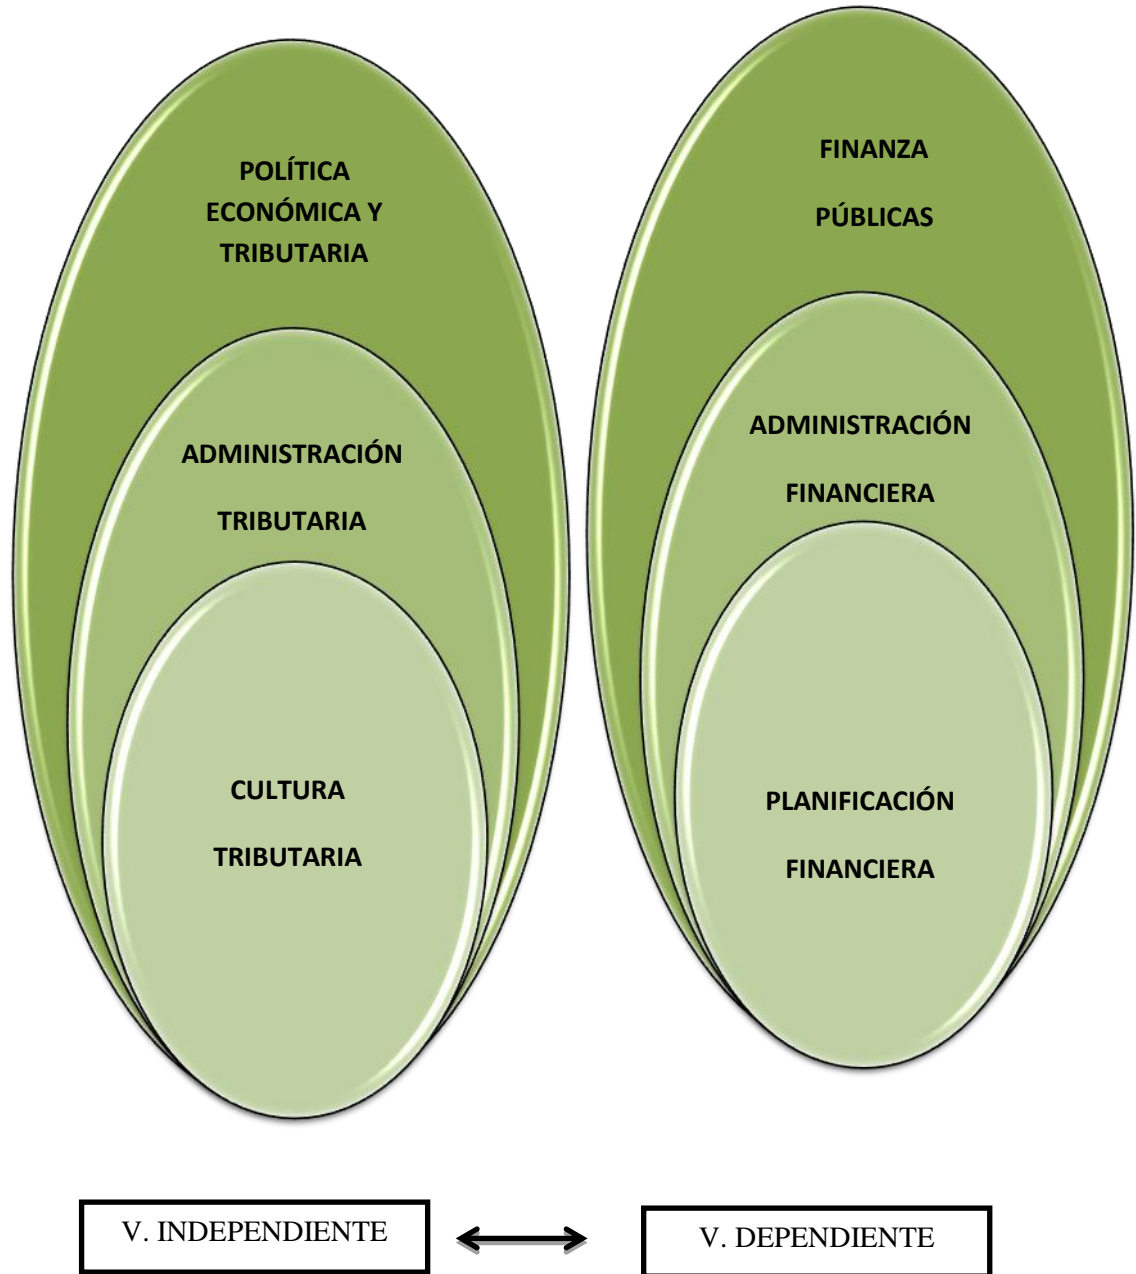 POLÍTICA
ECONÓMICA Y
TRIBUTARIA
ADMINISTRACIÓN
TRIBUTARIA
CULTURA
TRIBUTARIA
FINANZA
PÚBLICAS
ADMINISTRACIÓN
FINANCIERA
PLANIFICACIÓN
FINANCIERA
V. INDEPENDIENTE
V. DEPENDIENTE